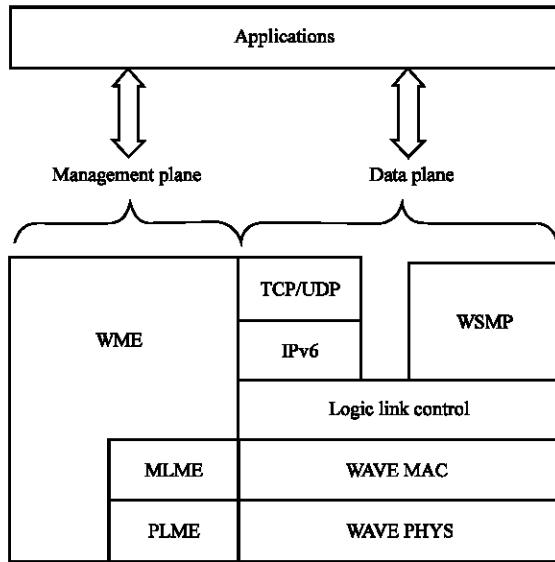 Applications
Management plane
Data plane
TCP/UDP
WSMP
WME
IPv6
Logic link control
MLME
WAVE MAC
PLME
WAVE PHYS